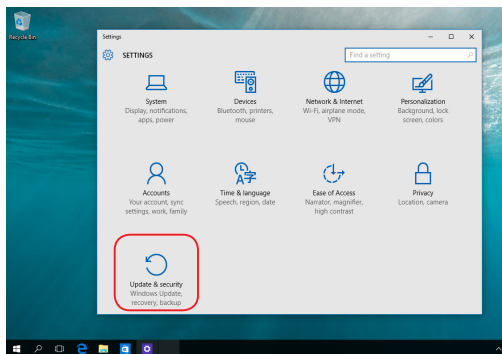 Recycle Bin
Settings
SETTINGS
Find a setting
System
Display, notifications,
apps, power
Devices
Bluetooth, printers,
mouse
Network & Internet
Wi-Fi, airplane mode,
VPN
Personalization
Background, lock
screen, colors
Accounts
Your account, sync
settings, work, family
Time & language
Speech, region, date
Ease of Access
Narrator, magnifier,
high contrast
Privacy
Location, camera
Update & security
Windows Update,
recovery, backup